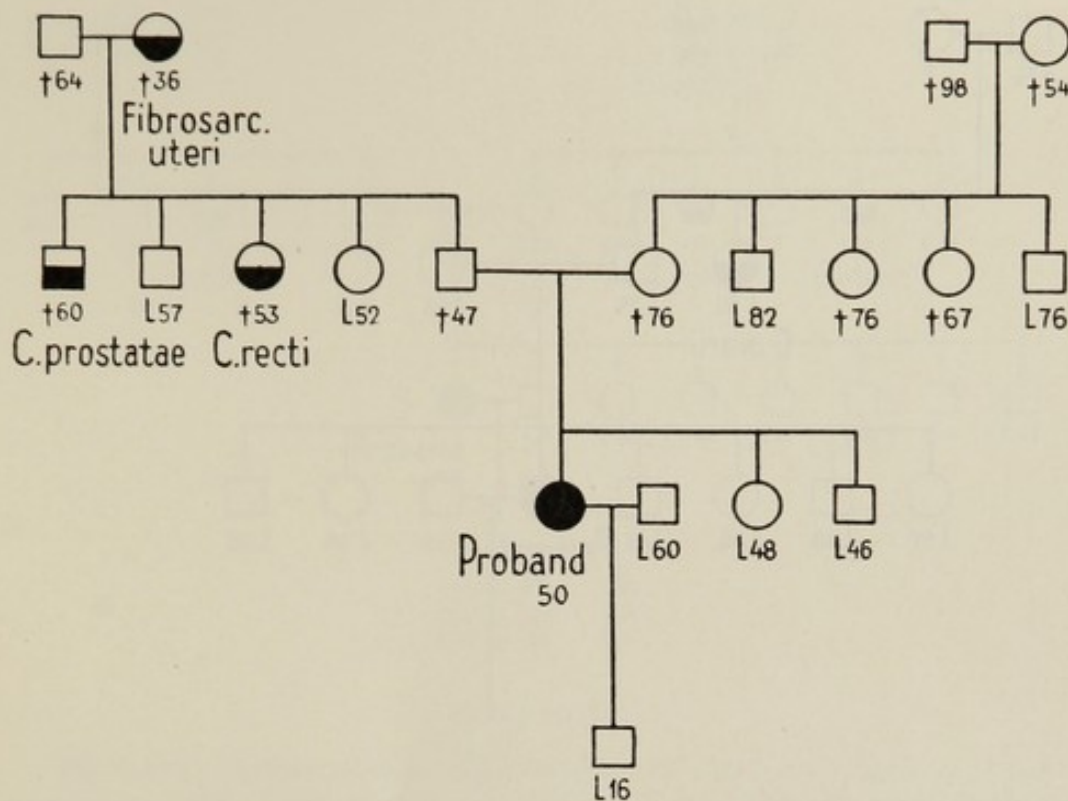 †64 †36 †98 †54
Fibrosarc.
uteri
†60 L57 †53 L52 †47 †76 L82 †76 †67 L76
C.prostatae C.recti
L60 L48 L46
Proband
50
L16